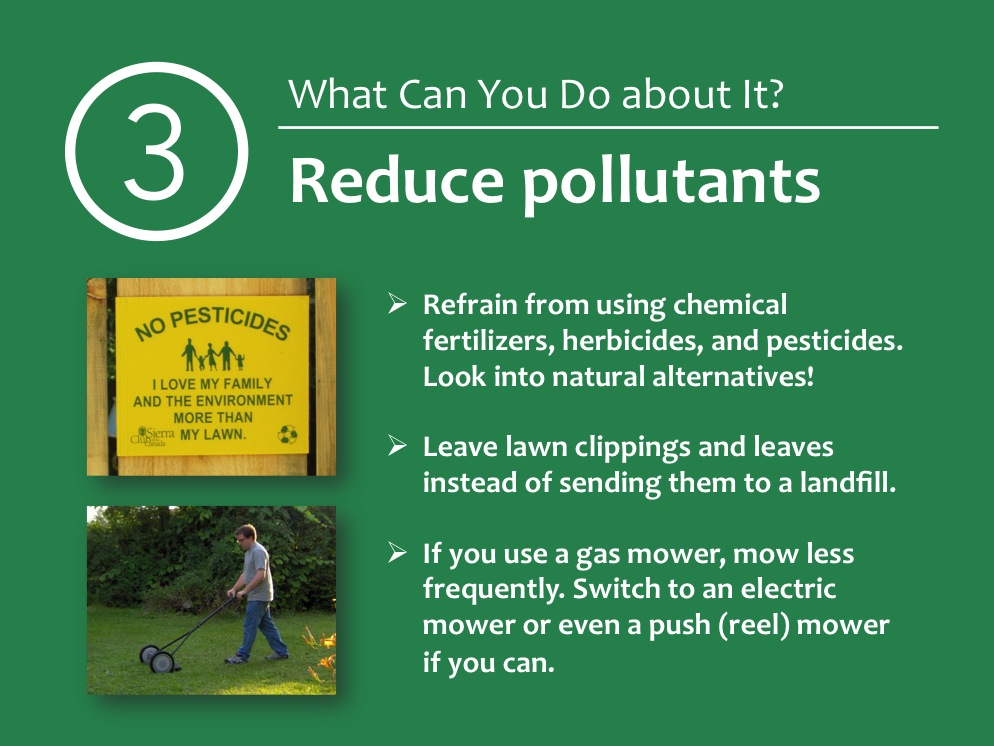 3
What Can You Do about It?
Reduce pollutants
NO PESTICIDES
I LOVE MY FAMILY
AND THE ENVIRONMENT
MORE THAN
MY LAWN.
Sierra
Club
Canada
➢ Refrain from using chemical
fertilizers, herbicides, and pesticides.
Look into natural alternatives!
➢ Leave lawn clippings and leaves
instead of sending them to a landfill.
➢ If you use a gas mower, mow less
frequently. Switch to an electric
mower or even a push (reel) mower
if you can.